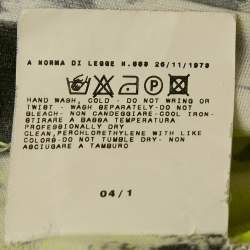 A NORMA DI LEGGE N.883 26/11/1973
P
HAND WASH, COLD - DO NOT WRING OR
TWIST - WASH SEPARATELY-DO NOT
BLEACH- NON CANDEGGIARE-COOL IRON-
STIRARE A BASSA TEMPERATURA
PROFESSIONALLY DRY
CLEAN,PERCHLORETHYLENE WITH LIKE
COLORS-DO NOT TUMBLE DRY- NON
ASCIUGARE A TAMBURO
04/1